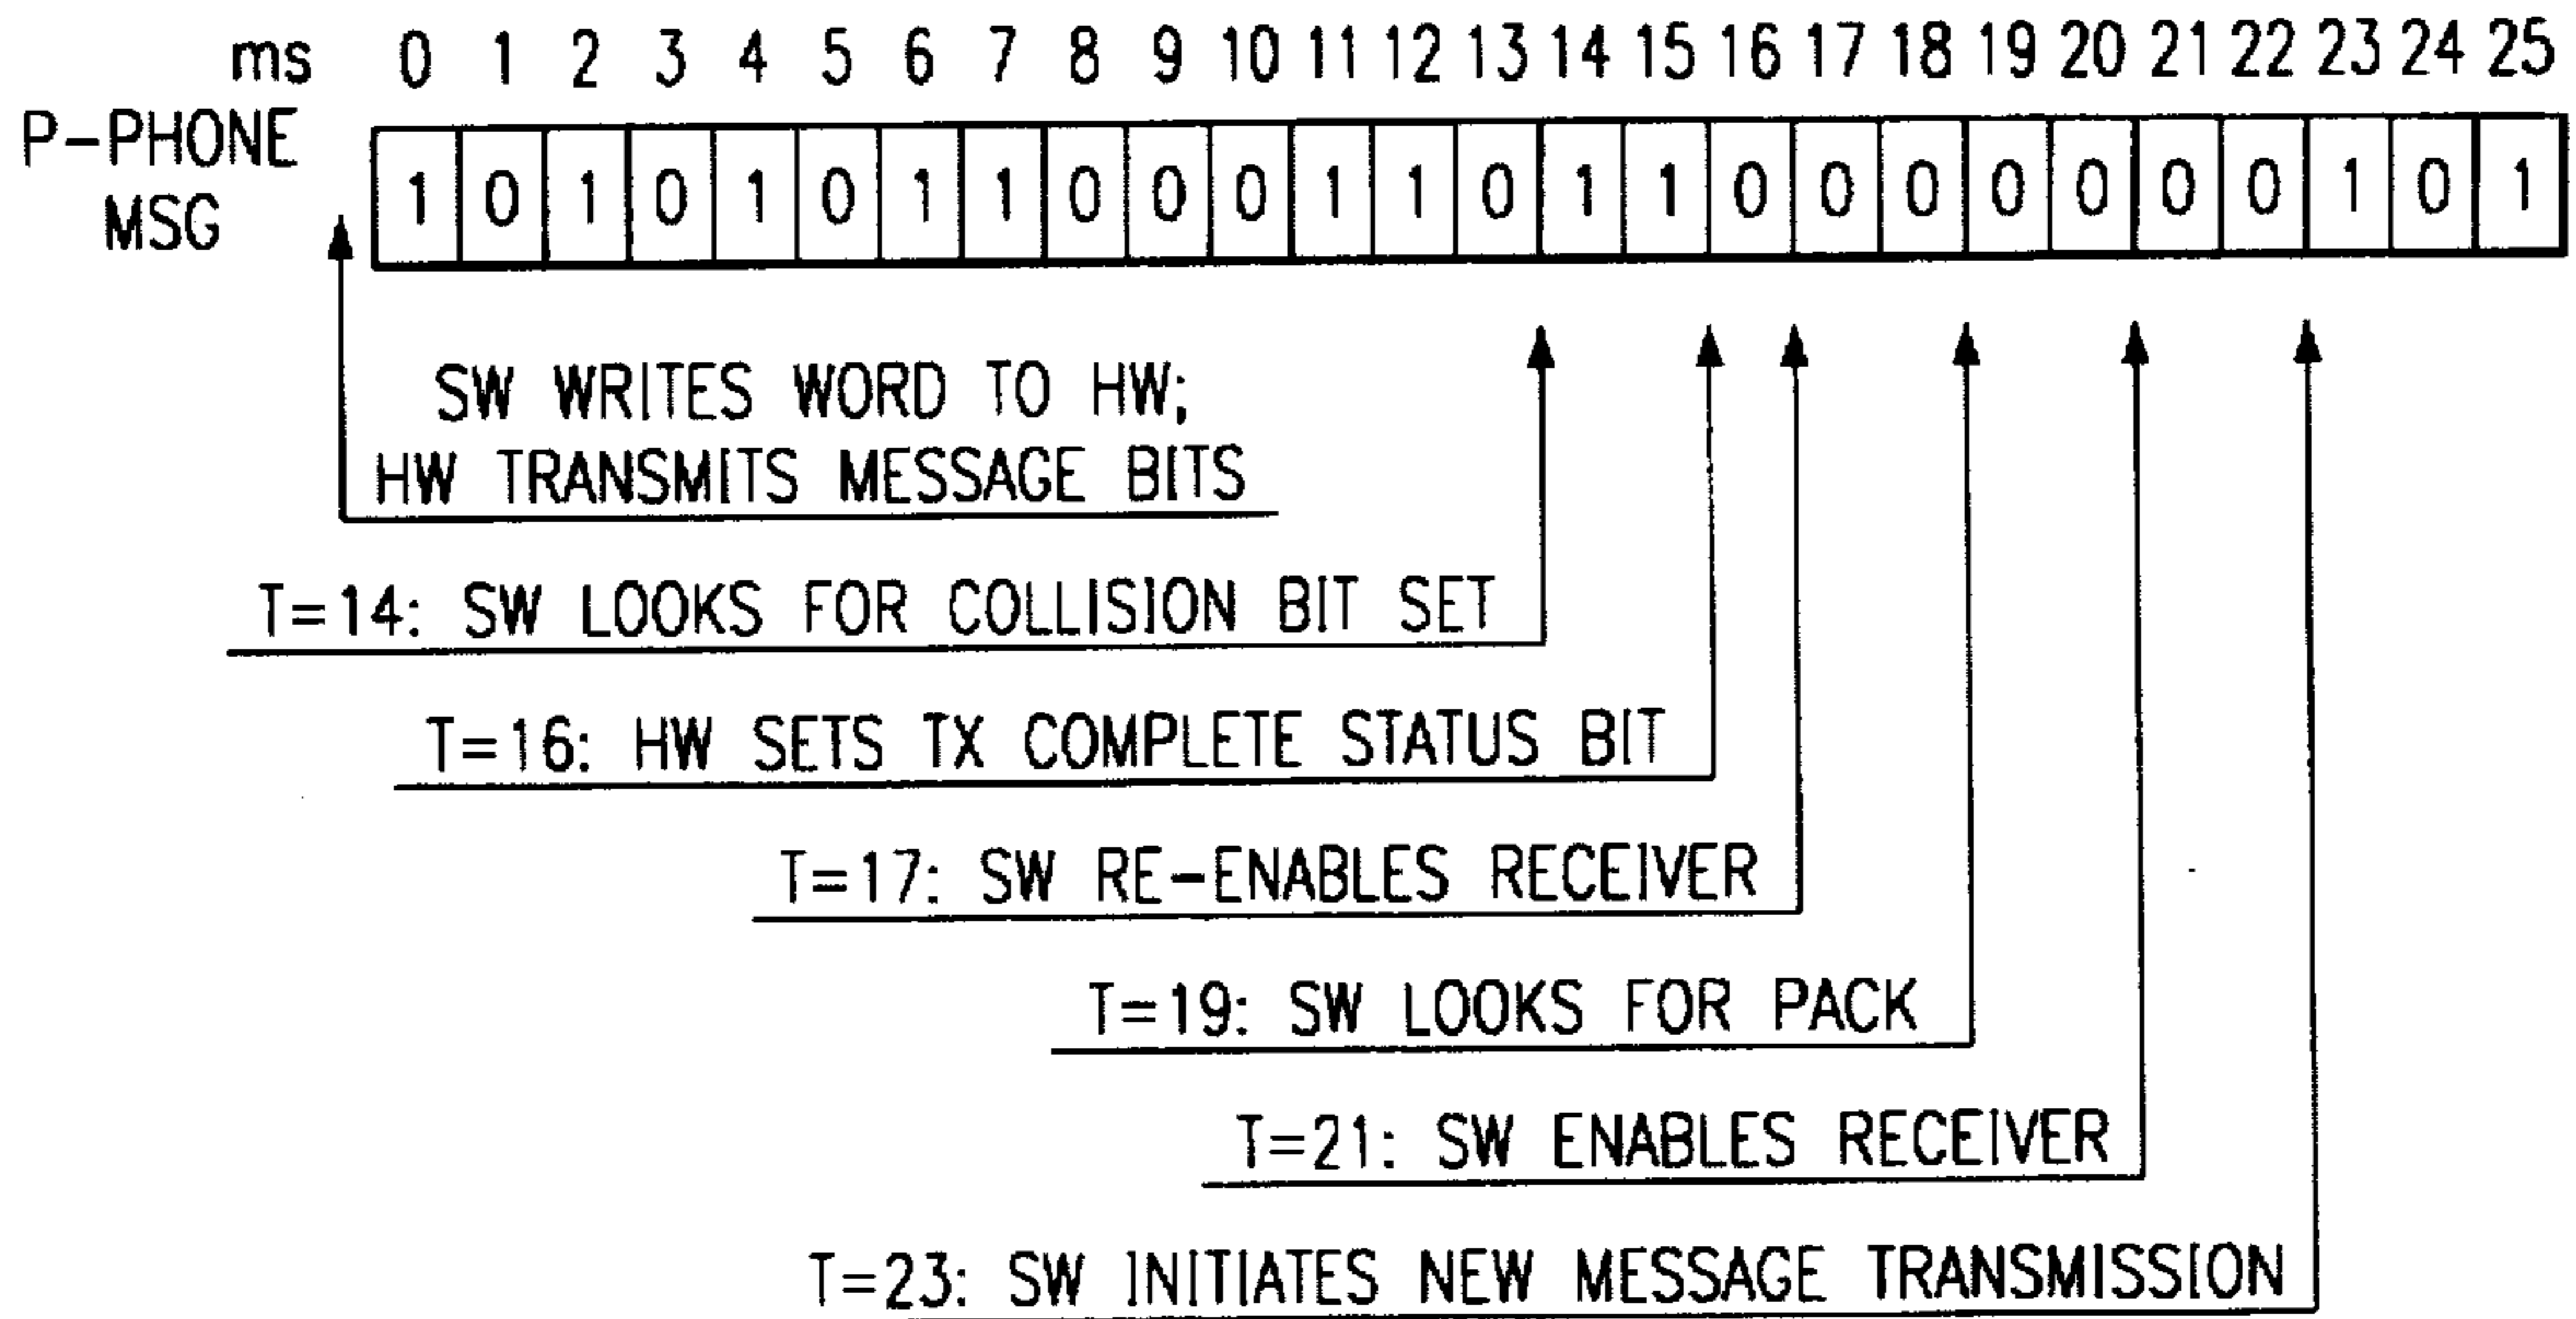 ms 0 1 2 3 4 5 6 7 8 9 10 11 12 13 14 15 16 17 18 19 20 21 22 23 24 25
P-PHONE
MSG
1 0 1 0 1 0 1 1 0 0 0 1 1 0 1 1 0 0 0 0 0 0 0 1 0 1
SW WRITES WORD TO HW;
HW TRANSMITS MESSAGE BITS
T=14: SW LOOKS FOR COLLISION BIT SET
T=16: HW SETS TX COMPLETE STATUS BIT
T=17: SW RE-ENABLES RECEIVER
T=19: SW LOOKS FOR PACK
T=21: SW ENABLES RECEIVER
T=23: SW INITIATES NEW MESSAGE TRANSMISSION